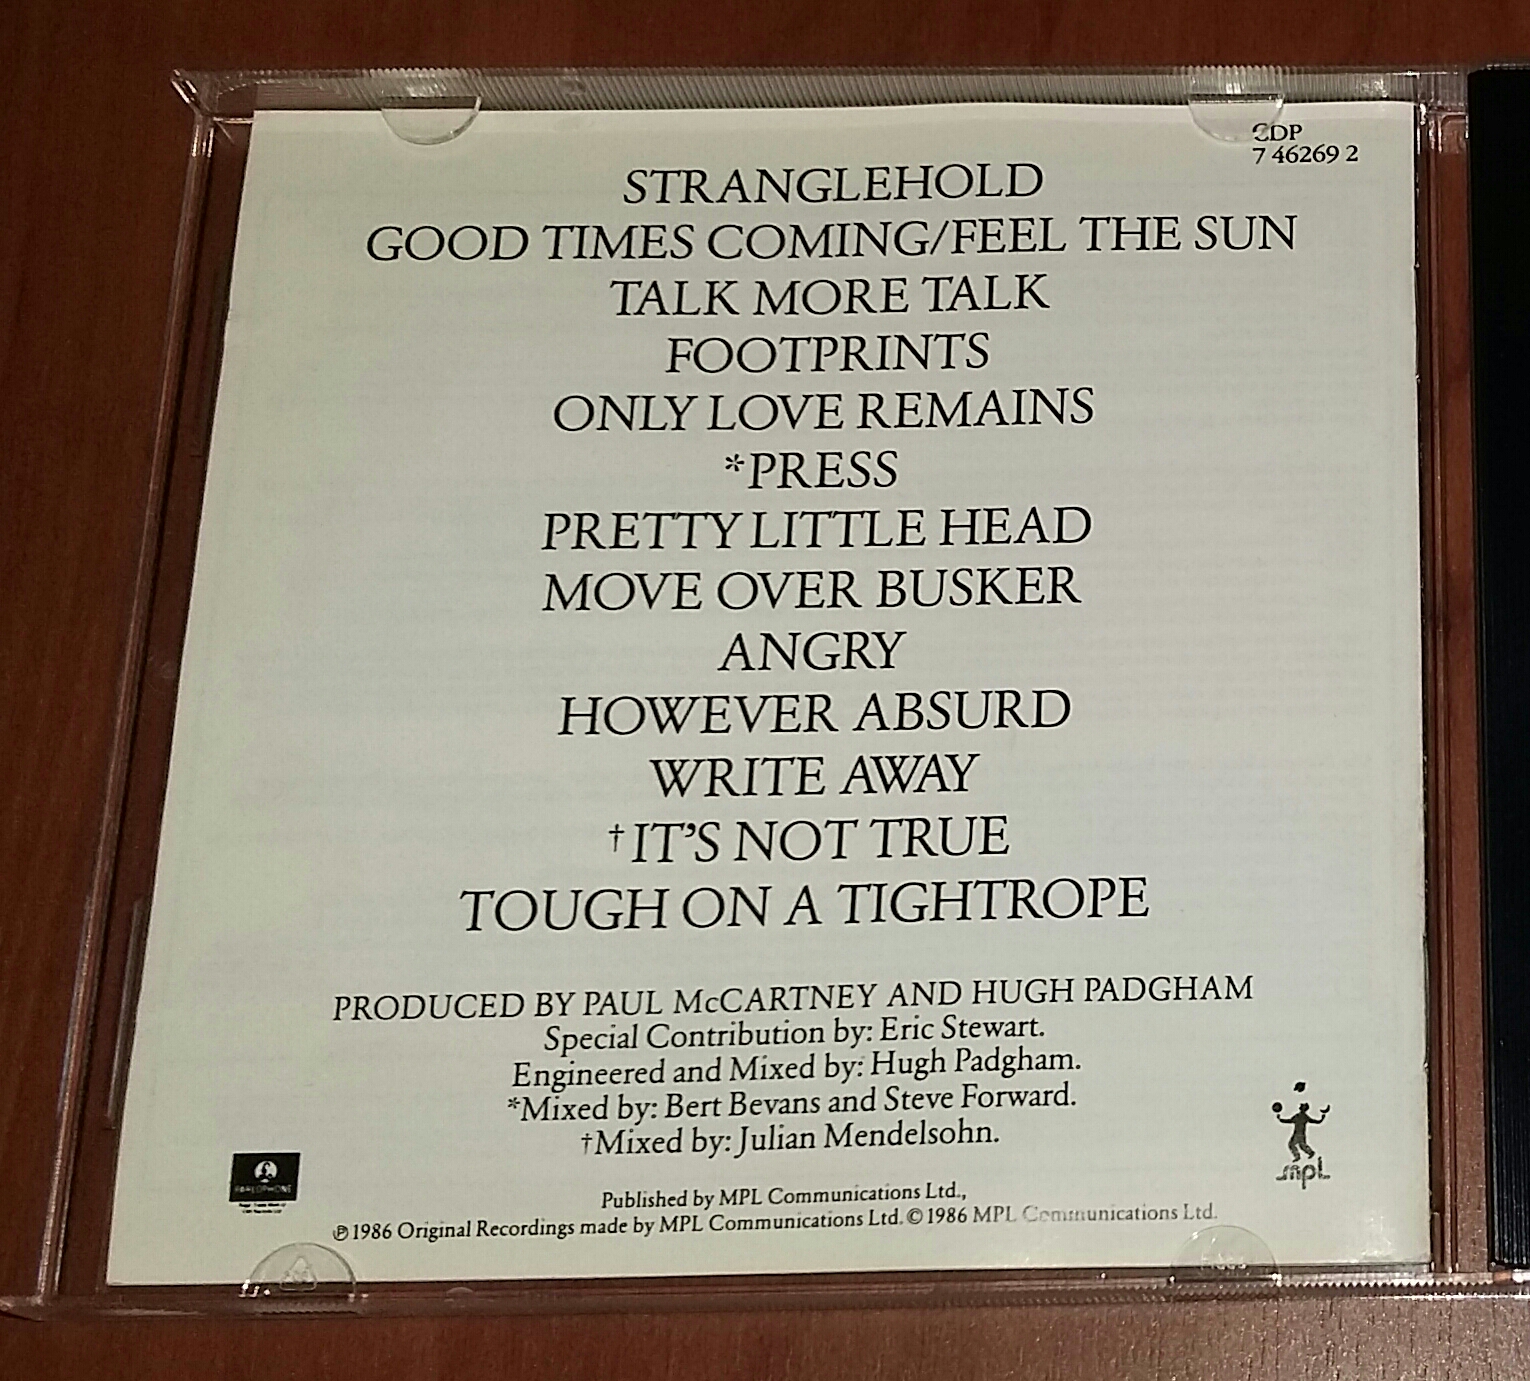 CDP
7 46269 2
STRANGLEHOLD
GOOD TIMES COMING/FEEL THE SUN
TALK MORE TALK
FOOTPRINTS
ONLY LOVE REMAINS
*PRESS
PRETTY LITTLE HEAD
MOVE OVER BUSKER
ANGRY
HOWEVER ABSURD
WRITE AWAY
†IT'S NOT TRUE
TOUGH ON A TIGHTROPE
PRODUCED BY PAUL McCARTNEY AND HUGH PADGHAM
Special Contribution by: Eric Stewart.
Engineered and Mixed by: Hugh Padgham.
*Mixed by: Bert Bevans and Steve Forward.
†Mixed by: Julian Mendelsohn.
PARLOPHONE
mpl
Published by MPL Communications Ltd.,
℗1986 Original Recordings made by MPL Communications Ltd. ©1986 MPL Communications Ltd.